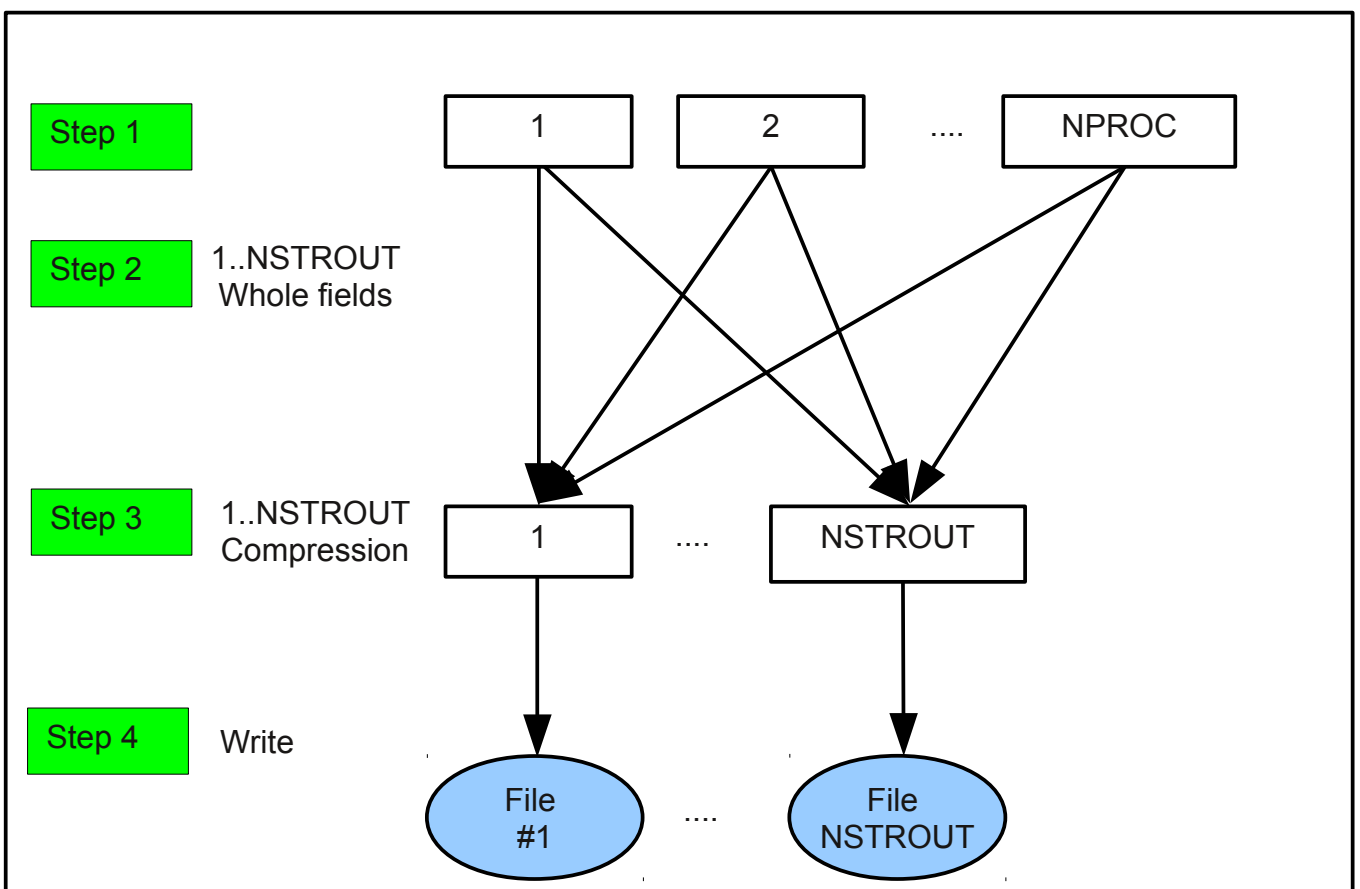 Step 1
1
2
....
NPROC
Step 2
1..NSTROUT
Whole fields
Step 3
1..NSTROUT
Compression
1
....
NSTROUT
Step 4
Write
File
#1
....
File
NSTROUT